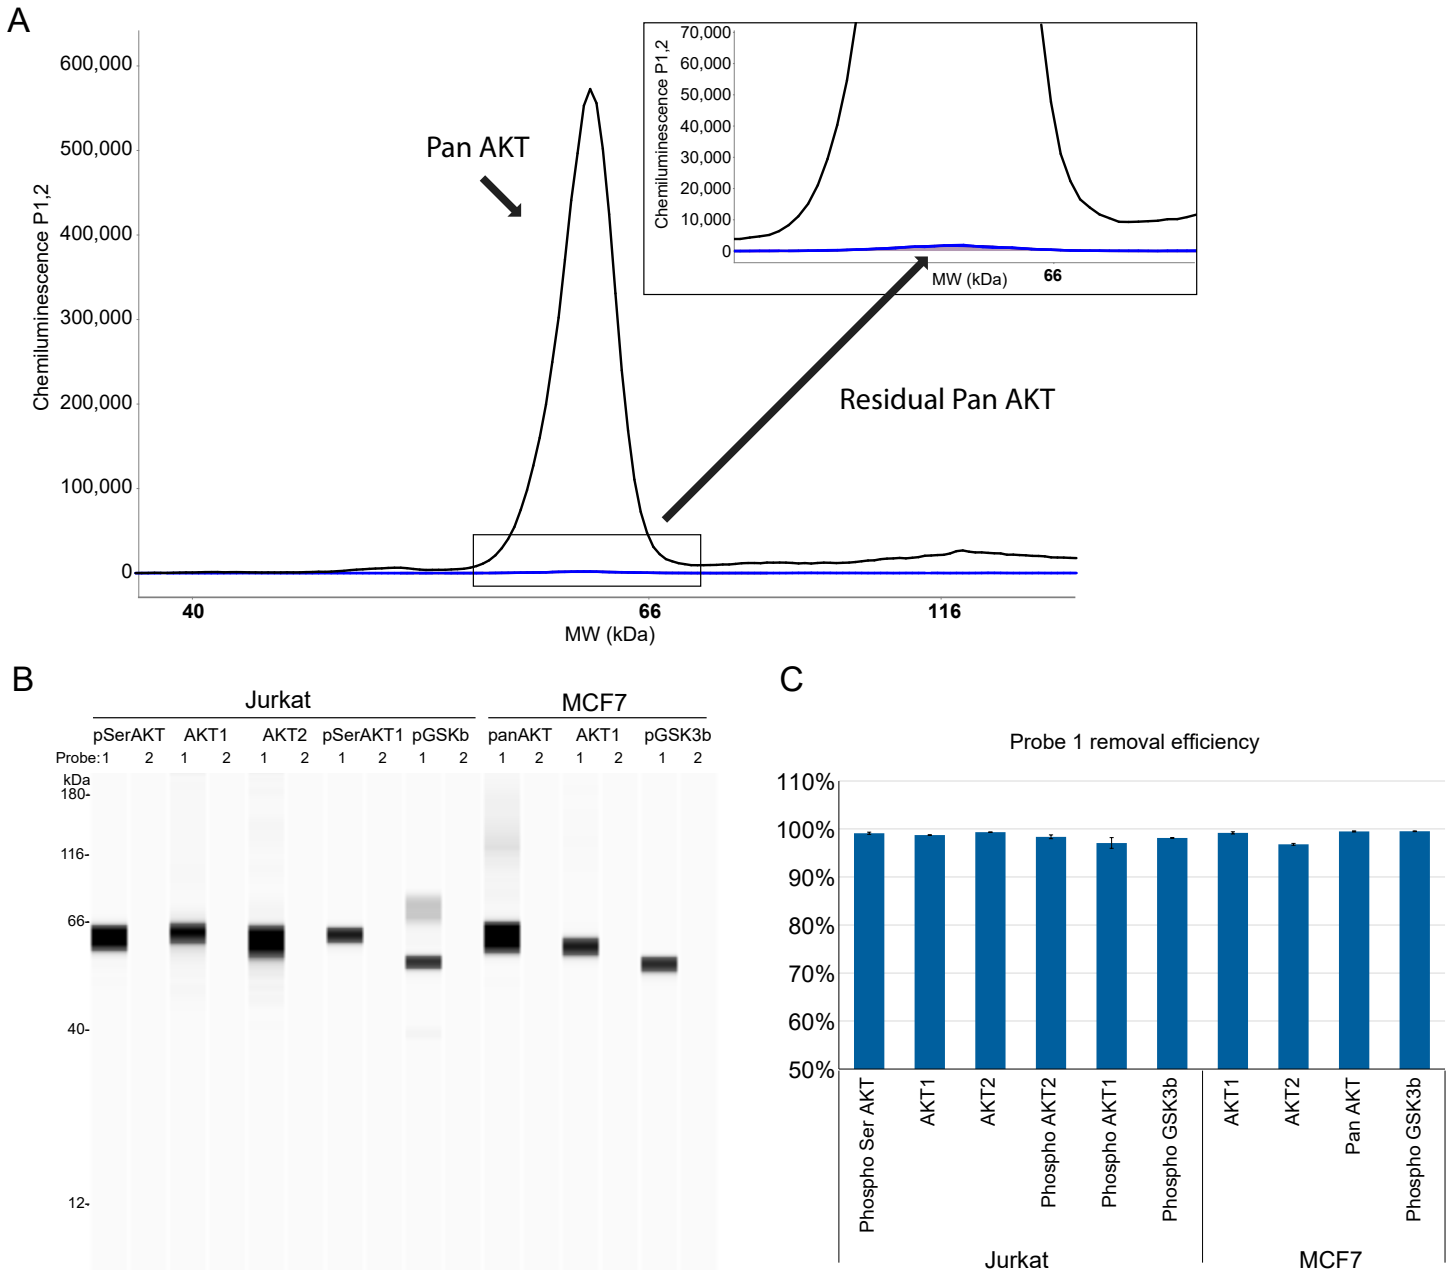 A
Chemiluminescence P1,2
600,000
500,000
400,000
300,000
200,000
100,000
0
40
66
116
MW (kDa)
Pan AKT
Residual Pan AKT
Chemiluminescence P1,2
70,000
60,000
50,000
40,000
30,000
20,000
10,000
0
MW (kDa)
66
B
Jurkat
MCF7
pSerAKT AKT1 AKT2 pSerAKT1 pGSKb panAKT AKT1 pGSK3b
Probe: 1 2 1 2 1 2 1 2 1 2 1 2 1 2 1 2
kDa
180-
116-
66-
40-
12-
C
Probe 1 removal efficiency
110%
100%
90%
80%
70%
60%
50%
Phospho Ser AKT
AKT1
AKT2
Phospho AKT2
Phospho AKT1
Phospho GSK3b
AKT1
AKT2
Pan AKT
Phospho GSK3b
Jurkat
MCF7